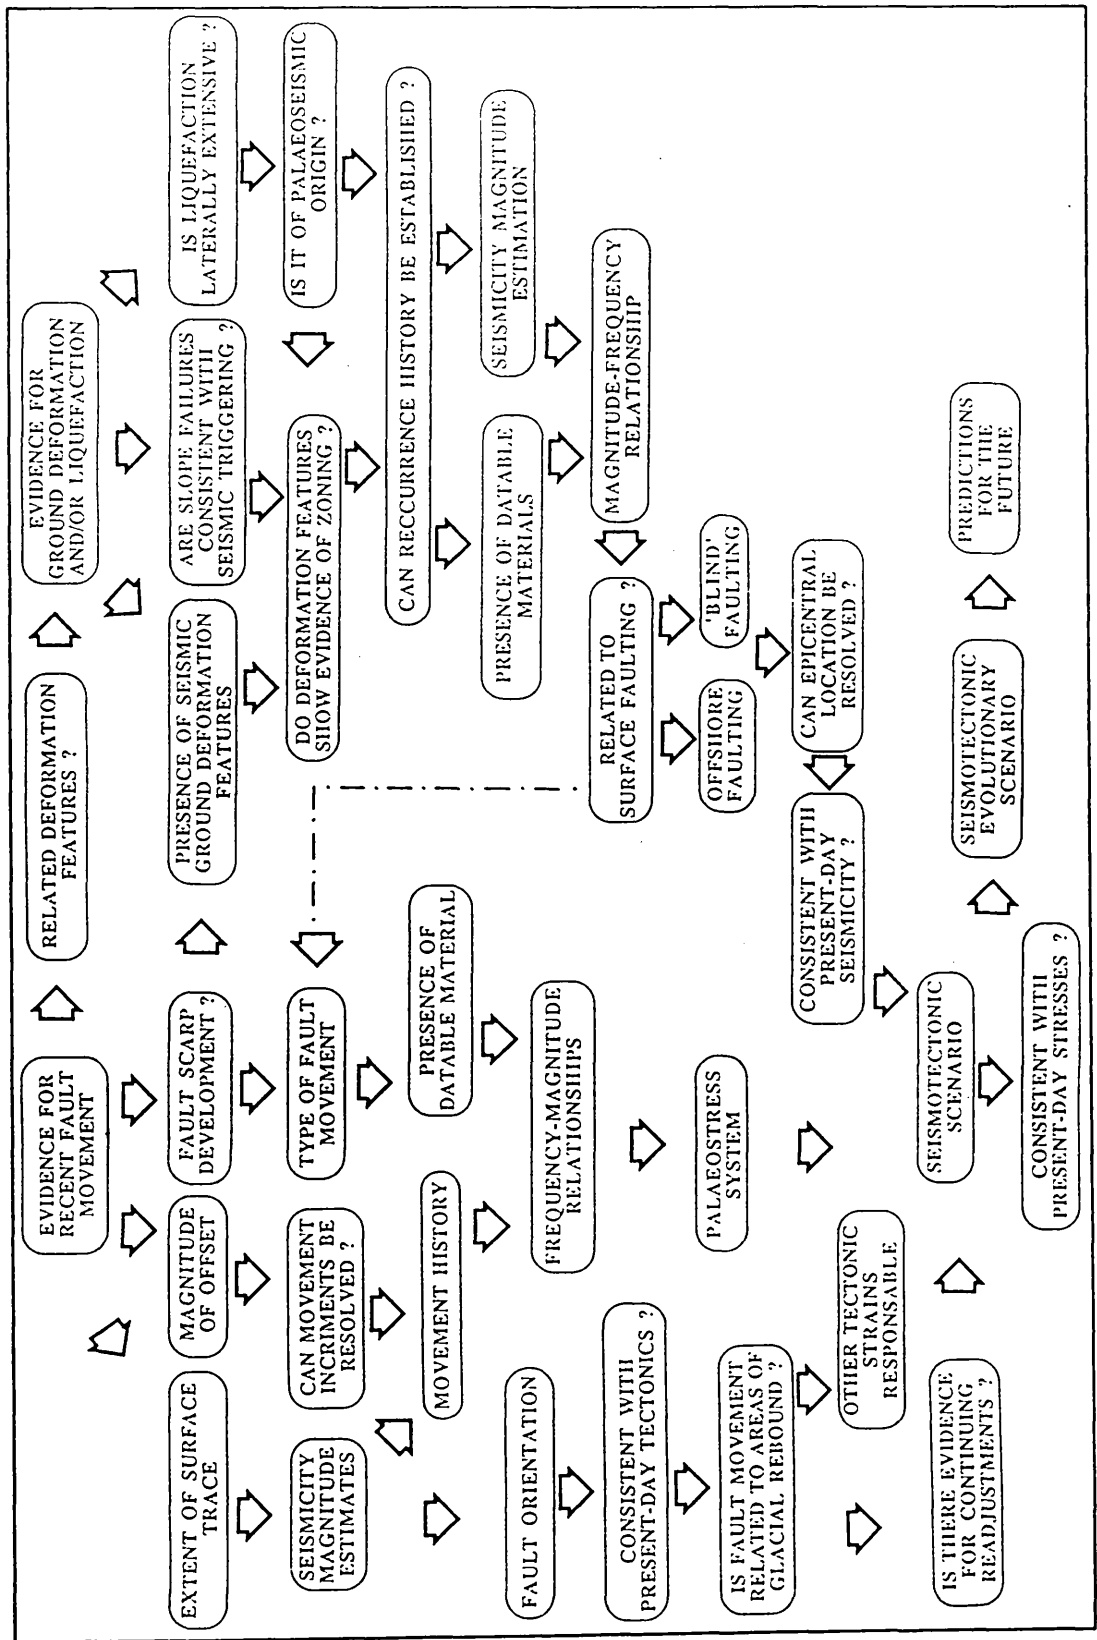 EVIDENCE FOR
RECENT FAULT
MOVEMENT
RELATED DEFORMATION
FEATURES ?
EVIDENCE FOR
GROUND DEFORMATION
AND/OR LIQUEFACTION
EXTENT OF SURFACE
TRACE
MAGNITUDE
OF OFFSET
FAULT SCARP
DEVELOPMENT ?
PRESENCE OF SEISMIC
GROUND DEFORMATION
FEATURES
ARE SLOPE FAILURES
CONSISTENT WITH
SEISMIC TRIGGERING ?
IS LIQUEFACTION
LATERALLY EXTENSIVE ?
SEISMICITY
MAGNITUDE
ESTIMATES
CAN MOVEMENT
INCRIMENTS BE
RESOLVED ?
TYPE OF FAULT
MOVEMENT
DO DEFORMATION FEATURES
SHOW EVIDENCE OF ZONING ?
IS IT OF PALAEOSEISMIC
ORIGIN ?
MOVEMENT HISTORY
PRESENCE OF
DATABLE MATERIAL
CAN RECCURRENCE HISTORY BE ESTABLISHED ?
FAULT ORIENTATION
FREQUENCY-MAGNITUDE
RELATIONSHIPS
PRESENCE OF DATABLE
MATERIALS
SEISMICITY MAGNITUDE
ESTIMATION
CONSISTENT WITH
PRESENT-DAY TECTONICS ?
RELATED TO
SURFACE FAULTING ?
MAGNITUDE-FREQUENCY
RELATIONSHIP
IS FAULT MOVEMENT
RELATED TO AREAS OF
GLACIAL REBOUND ?
PALAEOSTRESS
SYSTEM
OFFSHORE
FAULTING
'BLIND'
FAULTING
OTHER TECTONIC
STRAINS
RESPONSABLE
CONSISTENT WITH
PRESENT-DAY
SEISMICITY ?
CAN EPICENTRAL
LOCATION BE
RESOLVED ?
IS THERE EVIDENCE
FOR CONTINUING
READJUSTMENTS ?
SEISMOTECTONIC
SCENARIO
SEISMOTECTONIC
EVOLUTIONARY
SCENARIO
PREDICTIONS
FOR THE
FUTURE
CONSISTENT WITH
PRESENT-DAY STRESSES ?